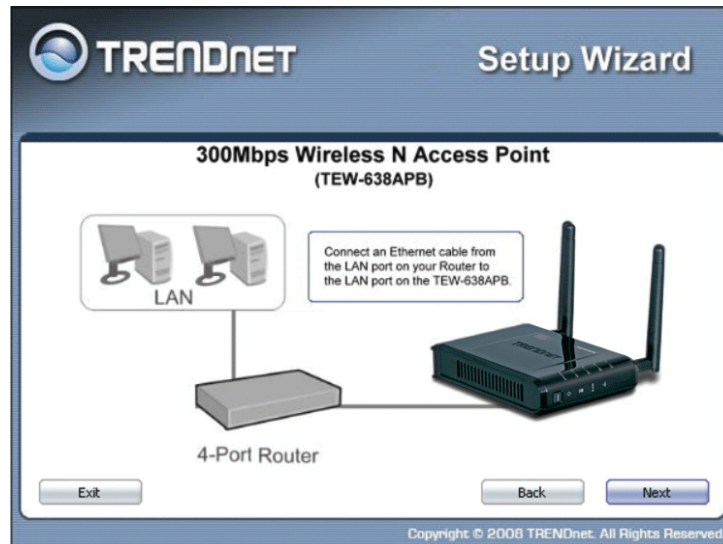 TRENDNET
Setup Wizard
300Mbps Wireless N Access Point
(TEW-638APB)
Connect an Ethernet cable from
the LAN port on your Router to
the LAN port on the TEW-638APB.
LAN
TRENDNET
4-Port Router
Exit
Back
Next
Copyright © 2008 TRENDnet. All Rights Reserved